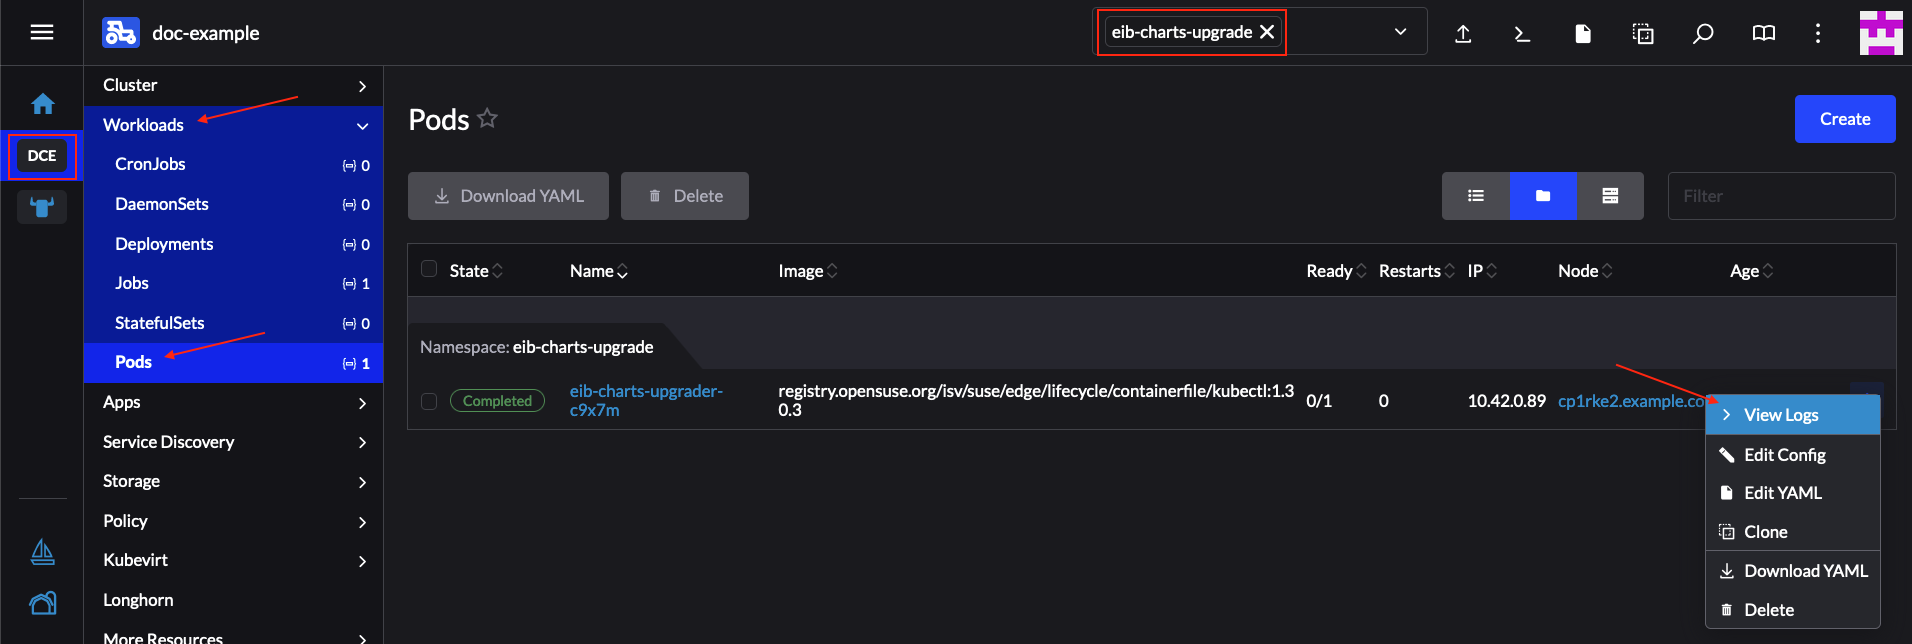 doc-example
eib-charts-upgrade
DCE
Cluster
Workloads
CronJobs 0
DaemonSets 0
Deployments 0
Jobs 1
StatefulSets 0
Pods 1
Apps
Service Discovery
Storage
Policy
Kubevirt
Longhorn
More Resources
Pods
Create
Download YAML
Delete
Filter
State Name Image Ready Restarts IP Node Age
Namespace: eib-charts-upgrade
Completed
eib-charts-upgrader-
c9x7m
registry.opensuse.org/isv/suse/edge/lifecycle/containerfile/kubectl:1.3
0.3
0/1 0 10.42.0.89 cp1rke2.example.co
View Logs
Edit Config
Edit YAML
Clone
Download YAML
Delete